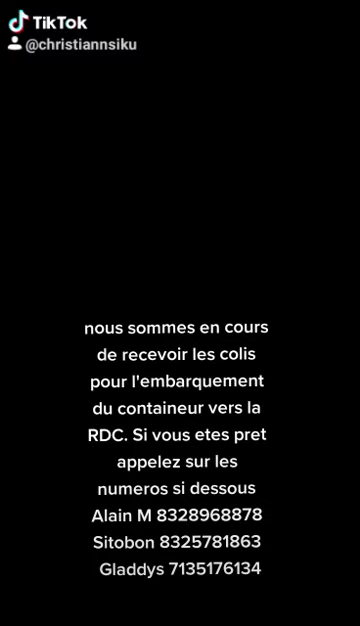 TikTok
@christiannsiku
nous sommes en cours
de recevoir les colis
pour l'embarquement
du containeur vers la
RDC. Si vous etes pret
appelez sur les
numeros si dessous
Alain M 8328968878
Sitobon 8325781863
Gladdys 7135176134